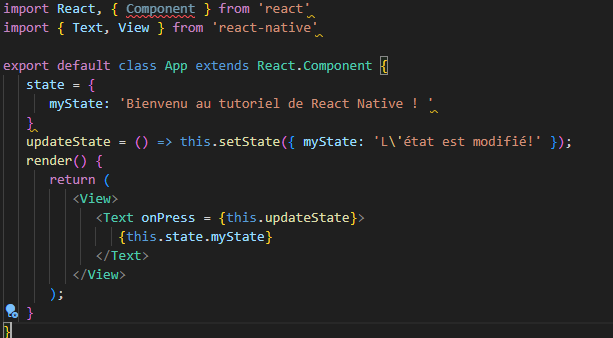 import React, { Component } from 'react'
import { Text, View } from 'react-native'
export default class App extends React.Component {
state = {
myState: 'Bienvenu au tutoriel de React Native ! '
}
updateState = () => this.setState({ myState: 'L\'état est modifié!' });
render() {
return (
<View>
<Text onPress = {this.updateState}>
{this.state.myState}
</Text>
</View>
);
}
}